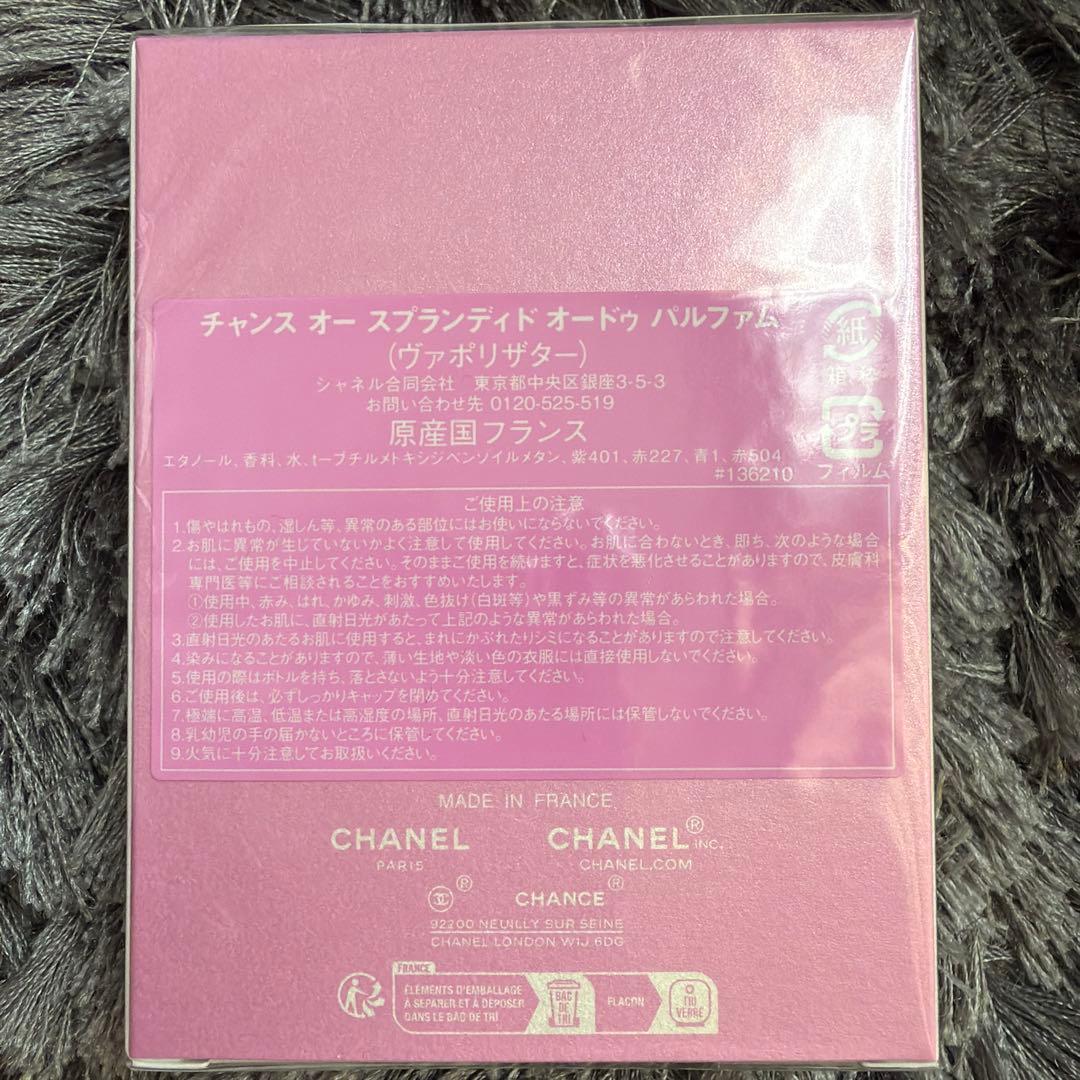 チャンス オー スプランディド オードゥ パルファム
(ヴァポリザター)
シャネル合同会社 東京都中央区銀座3-5-3
お問い合わせ先 0120-525-519
原産国フランス
エタノール、香料、水、t-ブチルメトキシジベンソイルメタン、紫401、赤227、青1、赤504
#136210
紙
箱・枠
プラ
フィルム
ご使用上の注意
1.傷やはれもの、湿しん等、異常のある部位にはお使いにならないでください。
2.お肌に異常が生じていないかよく注意して使用してください。お肌に合わないとき、即ち、次のような場合
には、ご使用を中止してください。そのままご使用を続けますと、症状を悪化させることがありますので、皮膚科
専門医等にご相談されることをおすすめいたします。
①使用中、赤み、はれ、かゆみ、刺激、色抜け(白斑等)や黒ずみ等の異常があらわれた場合。
②使用したお肌に、直射日光があたって上記のような異常があらわれた場合。
3.直射日光のあたるお肌に使用すると、まれにかぶれたりシミになることがありますので注意してください。
4.染みになることがありますので、薄い生地や淡い色の衣服には直接使用しないでください。
5.使用の際はボトルを持ち、落とさないよう十分注意してください。
6.ご使用後は、必ずしっかりキャップを閉めてください。
7.極端に高温、低温または高湿度の場所、直射日光のあたる場所には保管しないでください。
8.乳幼児の手の届かないところに保管してください。
9.火気に十分注意してお取扱いください。
MADE IN FRANCE
CHANEL
PARIS
CHANEL® INC.
CHANEL.COM
®
CHANCE®
92200 NEUILLY SUR SEINE
CHANEL LONDON W1J 6DG
FRANCE
ÉLÉMENTS D'EMBALLAGE
À SÉPARER ET À DÉPOSER
DANS LE BAC DE TRI
BAC
DE TRI
FLACON
TRI
VERRE